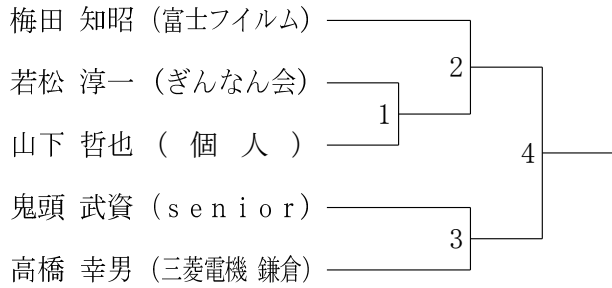 梅田 知昭 (富士フイルム)
2
若松 淳一 (ぎんなん会)
1
山下 哲也 ( 個 人 )
4
鬼頭 武資 (senior)
3
高橋 幸男 (三菱電機 鎌倉)